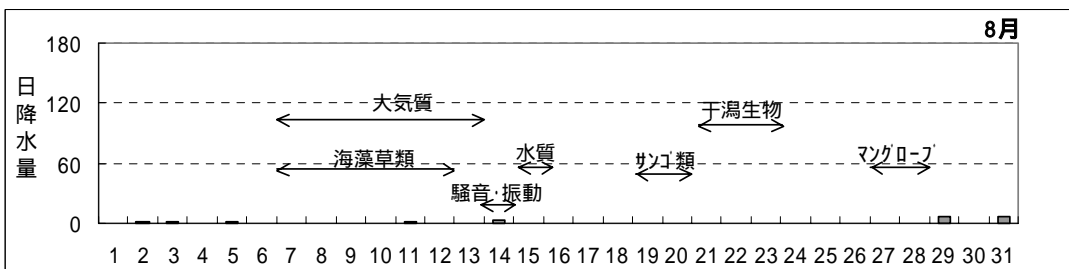 8月
日降水量
180
120
60
0
大気質
干潟生物
海藻草類
水質
ｻﾝｺﾞ類
ﾏﾝｸﾞﾛｰﾌﾞ
騒音･振動
1 2 3 4 5 6 7 8 9 10 11 12 13 14 15 16 17 18 19 20 21 22 23 24 25 26 27 28 29 30 31